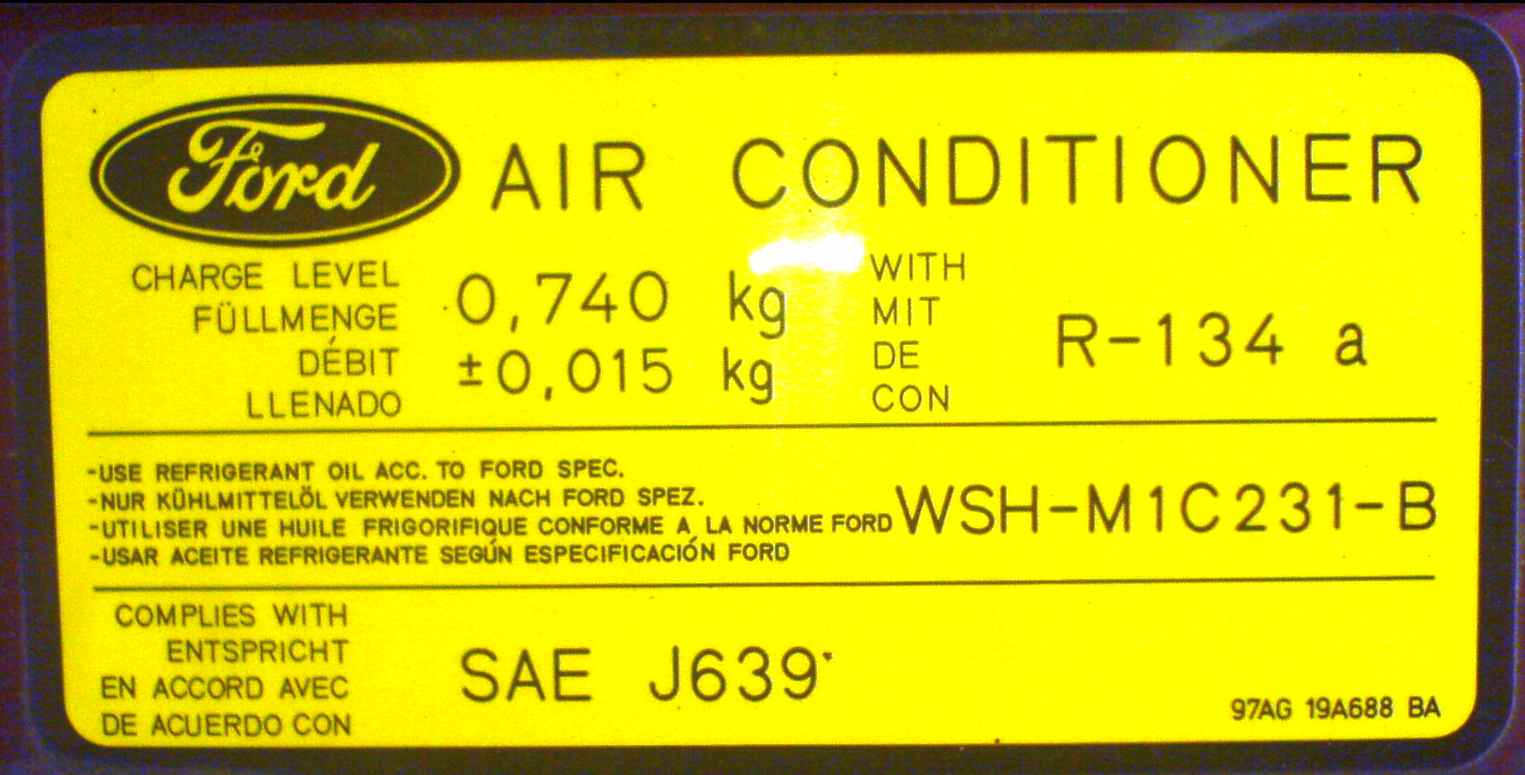 Ford AIR CONDITIONER
CHARGE LEVEL
FÜLLMENGE
DÉBIT
LLENADO
0,740 kg
±0,015 kg
WITH
MIT
DE
CON
R-134 a
-USE REFRIGERANT OIL ACC. TO FORD SPEC.
-NUR KÜHLMITTELÖL VERWENDEN NACH FORD SPEZ.
-UTILISER UNE HUILE FRIGORIFIQUE CONFORME A LA NORME FORD
-USAR ACEITE REFRIGERANTE SEGÚN ESPECIFICACIÓN FORD
WSH-M1C231-B
COMPLIES WITH
ENTSPRICHT
EN ACCORD AVEC
DE ACUERDO CON
SAE J639
97AG 19A688 BA